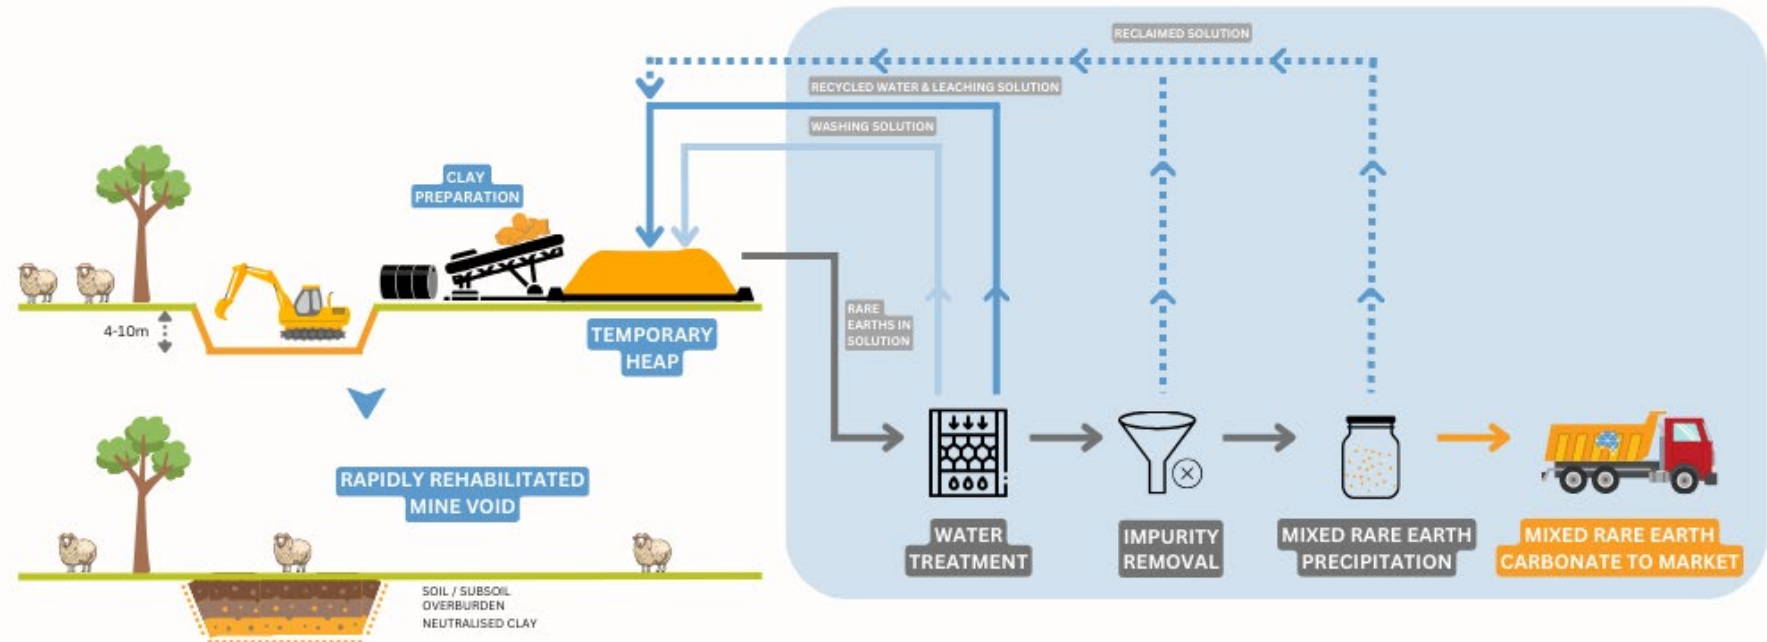 RECLAIMED SOLUTION
RECYCLED WATER & LEACHING SOLUTION
WASHING SOLUTION
CLAY
PREPARATION
4-10m
TEMPORARY
HEAP
RARE
EARTHS IN
SOLUTION
RAPIDLY REHABILITATED
MINE VOID
WATER
TREATMENT
IMPURITY
REMOVAL
MIXED RARE EARTH
PRECIPITATION
MIXED RARE EARTH
CARBONATE TO MARKET
SOIL / SUBSOIL
OVERBURDEN
NEUTRALISED CLAY